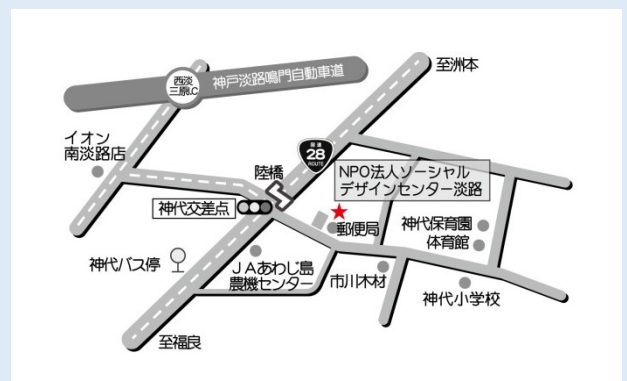 至洲本
西淡
三原I.C
神戸淡路鳴門自動車道
イオン
南淡路店
国道
28
ROUTE
陸橋
NPO法人ソーシャル
デザインセンター淡路
神代交差点
郵便局
神代保育園
体育館
神代バス停
JAあわじ島
農機センター
市川木材
神代小学校
至福良